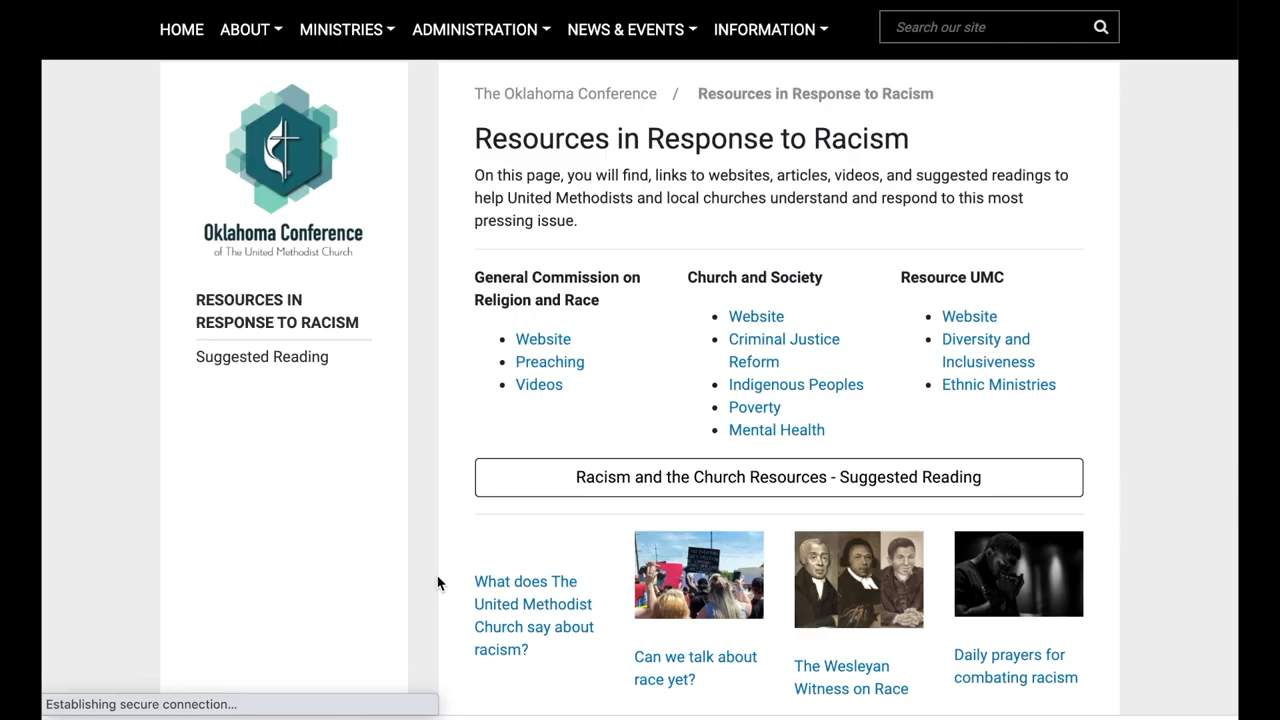 HOME ABOUT MINISTRIES ADMINISTRATION NEWS & EVENTS INFORMATION Search our site
Oklahoma Conference
of The United Methodist Church
RESOURCES IN
RESPONSE TO RACISM
Suggested Reading
The Oklahoma Conference / Resources in Response to Racism
Resources in Response to Racism
On this page, you will find, links to websites, articles, videos, and suggested readings to
help United Methodists and local churches understand and respond to this most
pressing issue.
General Commission on
Religion and Race
Website
Preaching
Videos
Church and Society
Website
Criminal Justice
Reform
Indigenous Peoples
Poverty
Mental Health
Resource UMC
Website
Diversity and
Inclusiveness
Ethnic Ministries
Racism and the Church Resources - Suggested Reading
What does The
United Methodist
Church say about
racism?
Can we talk about
race yet?
The Wesleyan
Witness on Race
Daily prayers for
combating racism
Establishing secure connection...